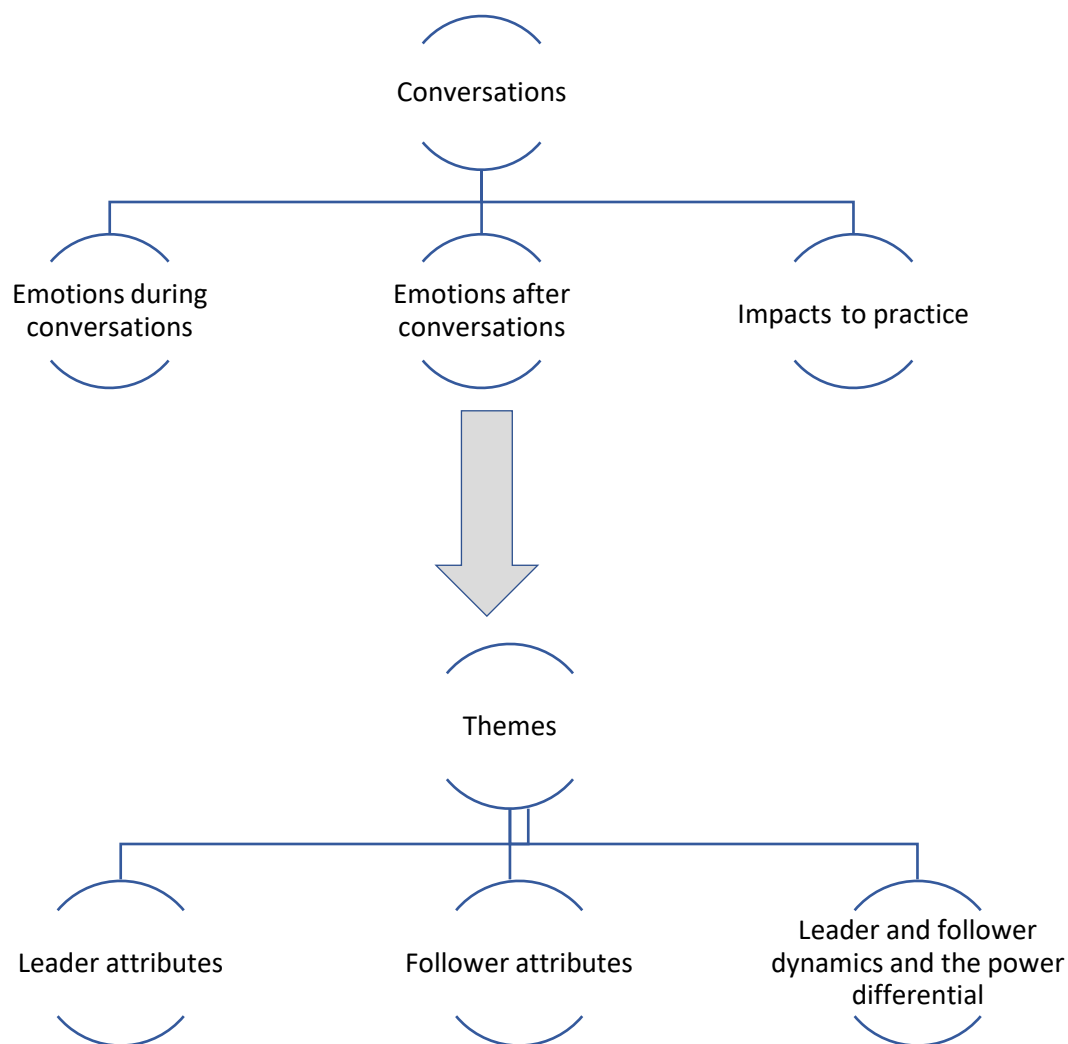 Conversations
Emotions during
conversations
Emotions after
conversations
Impacts to practice
Themes
Leader attributes
Follower attributes
Leader and follower
dynamics and the power
differential